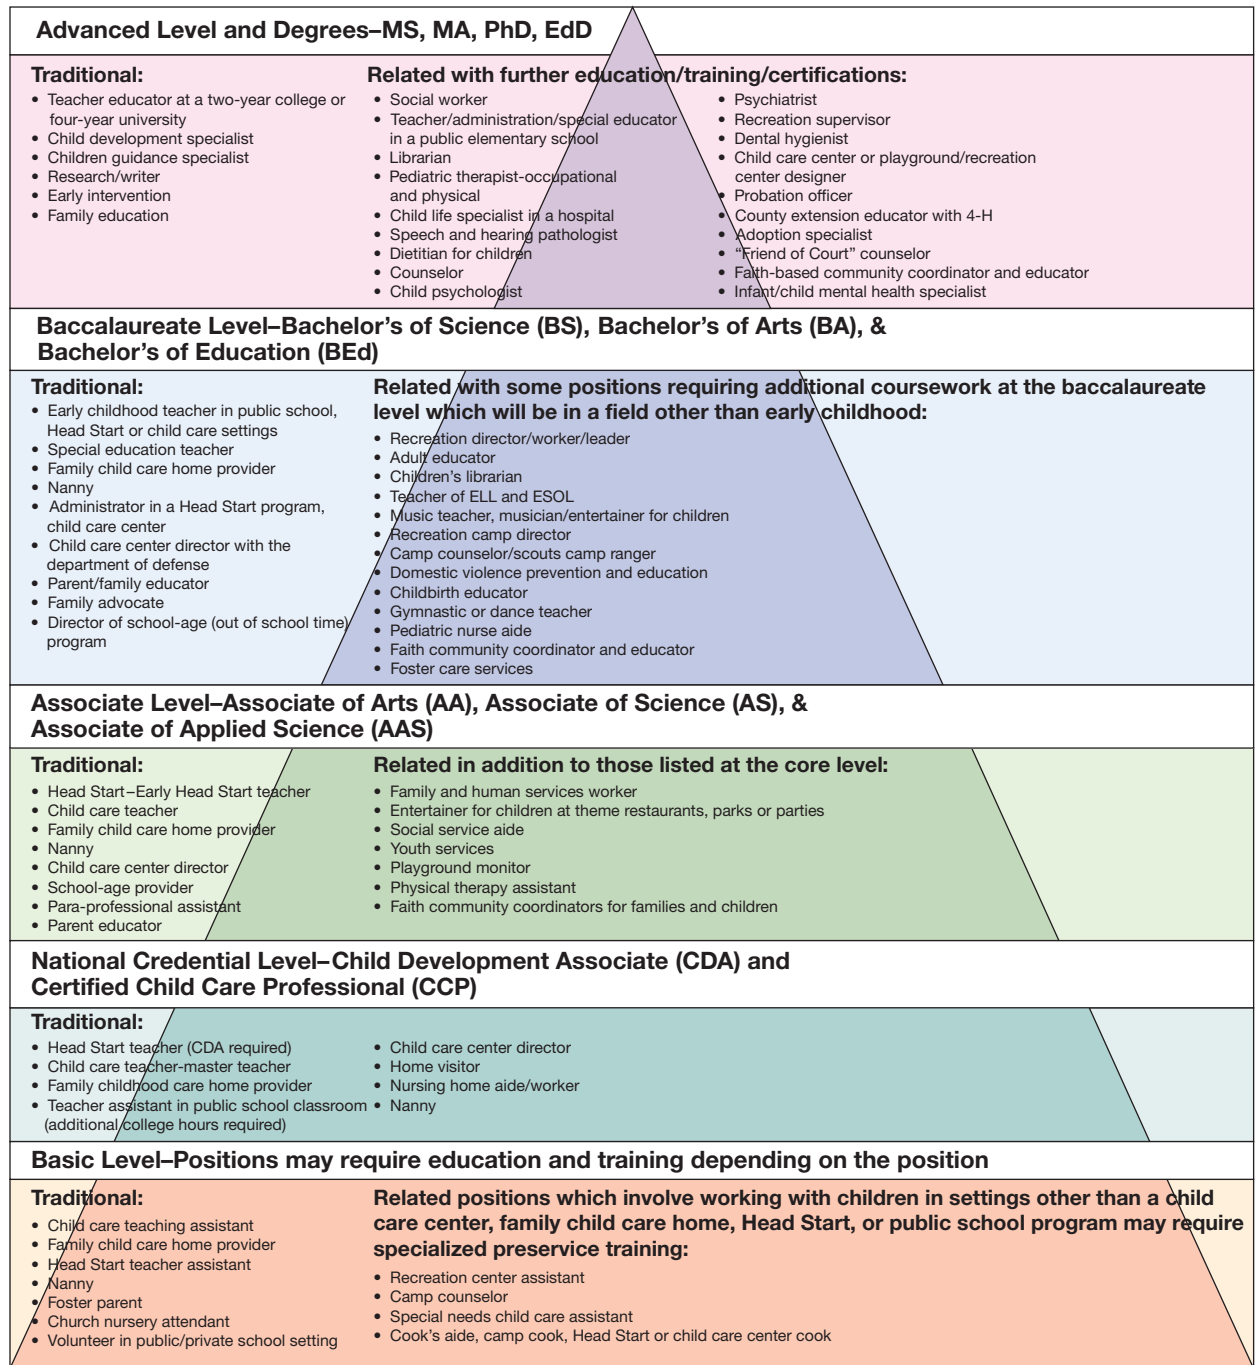 Advanced Level and Degrees–MS, MA, PhD, EdD
Traditional:
• Teacher educator at a two-year college or
four-year university
• Child development specialist
• Children guidance specialist
• Research/writer
• Early intervention
• Family education
Related with further education/training/certifications:
• Social worker
• Teacher/administration/special educator
in a public elementary school
• Librarian
• Pediatric therapist-occupational
and physical
• Child life specialist in a hospital
• Speech and hearing pathologist
• Dietitian for children
• Counselor
• Child psychologist
• Psychiatrist
• Recreation supervisor
• Dental hygienist
• Child care center or playground/recreation
center designer
• Probation officer
• County extension educator with 4-H
• Adoption specialist
• “Friend of Court” counselor
• Faith-based community coordinator and educator
• Infant/child mental health specialist
Baccalaureate Level–Bachelor’s of Science (BS), Bachelor’s of Arts (BA), &
Bachelor’s of Education (BEd)
Traditional:
• Early childhood teacher in public school,
Head Start or child care settings
• Special education teacher
• Family child care home provider
• Nanny
• Administrator in a Head Start program,
child care center
• Child care center director with the
department of defense
• Parent/family educator
• Family advocate
• Director of school-age (out of school time)
program
Related with some positions requiring additional coursework at the baccalaureate
level which will be in a field other than early childhood:
• Recreation director/worker/leader
• Adult educator
• Children’s librarian
• Teacher of ELL and ESOL
• Music teacher, musician/entertainer for children
• Recreation camp director
• Camp counselor/scouts camp ranger
• Domestic violence prevention and education
• Childbirth educator
• Gymnastic or dance teacher
• Pediatric nurse aide
• Faith community coordinator and educator
• Foster care services
Associate Level–Associate of Arts (AA), Associate of Science (AS), &
Associate of Applied Science (AAS)
Traditional:
• Head Start–Early Head Start teacher
• Child care teacher
• Family child care home provider
• Nanny
• Child care center director
• School-age provider
• Para-professional assistant
• Parent educator
Related in addition to those listed at the core level:
• Family and human services worker
• Entertainer for children at theme restaurants, parks or parties
• Social service aide
• Youth services
• Playground monitor
• Physical therapy assistant
• Faith community coordinators for families and children
National Credential Level–Child Development Associate (CDA) and
Certified Child Care Professional (CCP)
Traditional:
• Head Start teacher (CDA required)
• Child care teacher-master teacher
• Family childhood care home provider
• Teacher assistant in public school classroom
(additional college hours required)
• Child care center director
• Home visitor
• Nursing home aide/worker
• Nanny
Basic Level–Positions may require education and training depending on the position
Traditional:
• Child care teaching assistant
• Family child care home provider
• Head Start teacher assistant
• Nanny
• Foster parent
• Church nursery attendant
• Volunteer in public/private school setting
Related positions which involve working with children in settings other than a child
care center, family child care home, Head Start, or public school program may require
specialized preservice training:
• Recreation center assistant
• Camp counselor
• Special needs child care assistant
• Cook’s aide, camp cook, Head Start or child care center cook